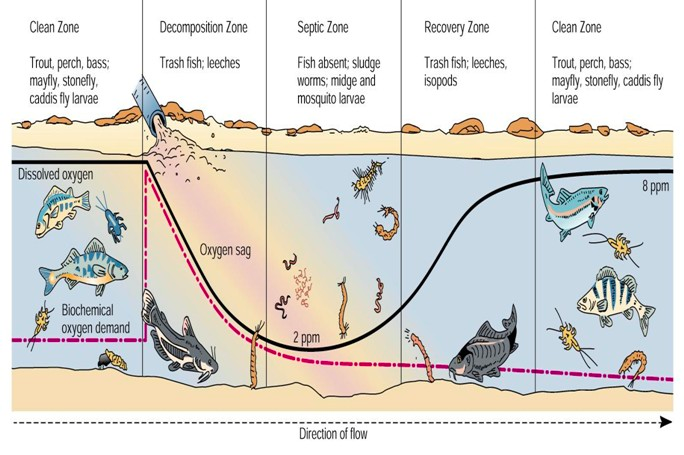 Clean Zone
Trout, perch, bass;
mayfly, stonefly,
caddis fly larvae
Decomposition Zone
Trash fish; leeches
Septic Zone
Fish absent; sludge
worms; midge and
mosquito larvae
Recovery Zone
Trash fish; leeches,
isopods
Clean Zone
Trout, perch, bass;
mayfly, stonefly, caddis fly
larvae
Dissolved oxygen
8 ppm
Oxygen sag
Biochemical
oxygen demand
2 ppm
Direction of flow